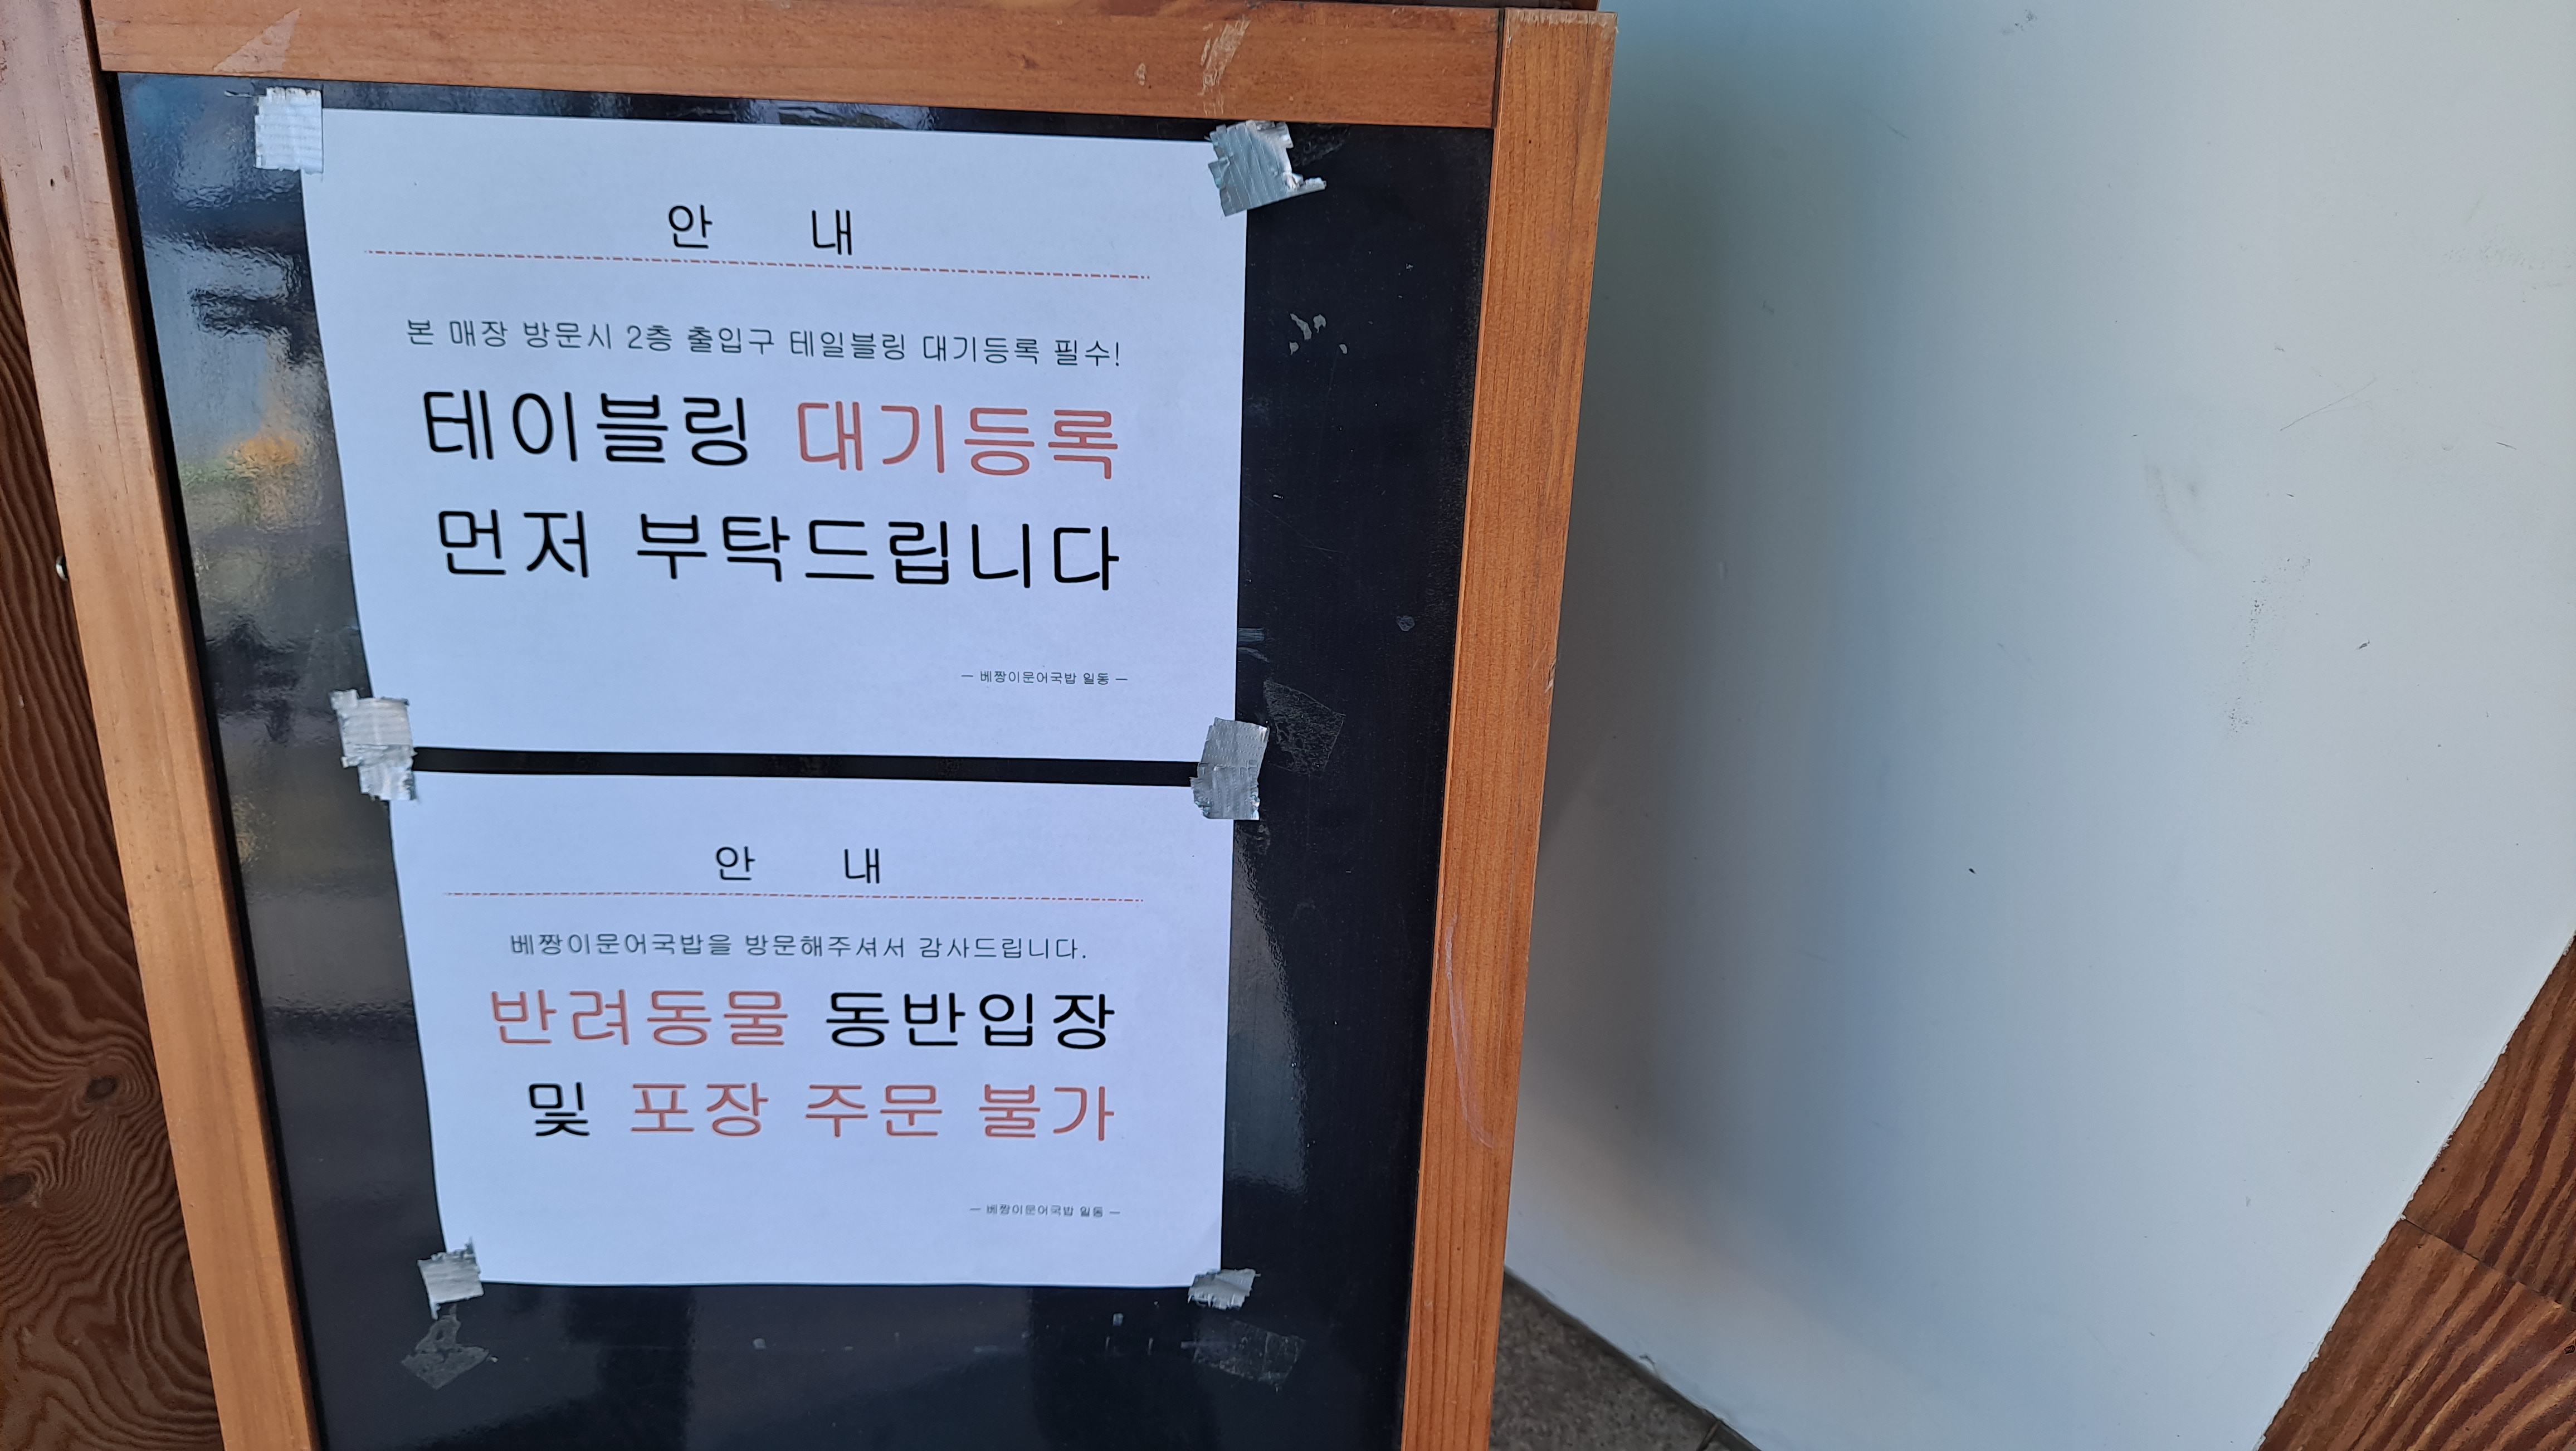 안 내
본 매장 방문시 2층 출입구 테일블링 대기등록 필수!
테이블링 대기등록
먼저 부탁드립니다
— 베짱이문어국밥 일동 —
안 내
베짱이문어국밥을 방문해주셔서 감사드립니다.
반려동물 동반입장
및 포장 주문 불가
— 베짱이문어국밥 일동 —